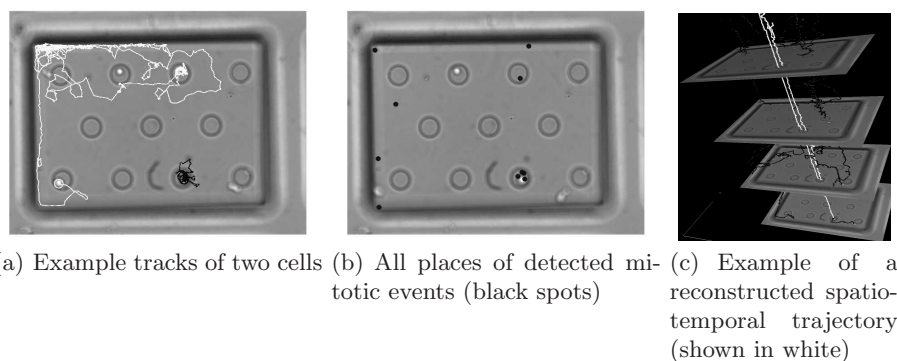 a) Example tracks of two cells
(b) All places of detected mi-
totic events (black spots)
(c) Example of a
reconstructed spatio-
temporal trajectory
(shown in white)